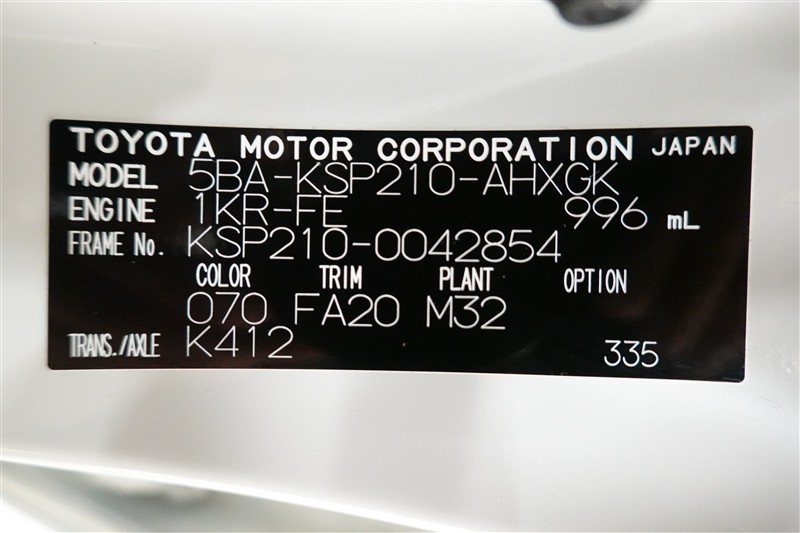 TOYOTA MOTOR CORPORATION JAPAN
MODEL 5BA-KSP210-AHXGK
ENGINE 1KR-FE 996 mL
FRAME No. KSP210-0042854
COLOR TRIM PLANT OPTION
070 FA20 M32
TRANS./AXLE K412 335